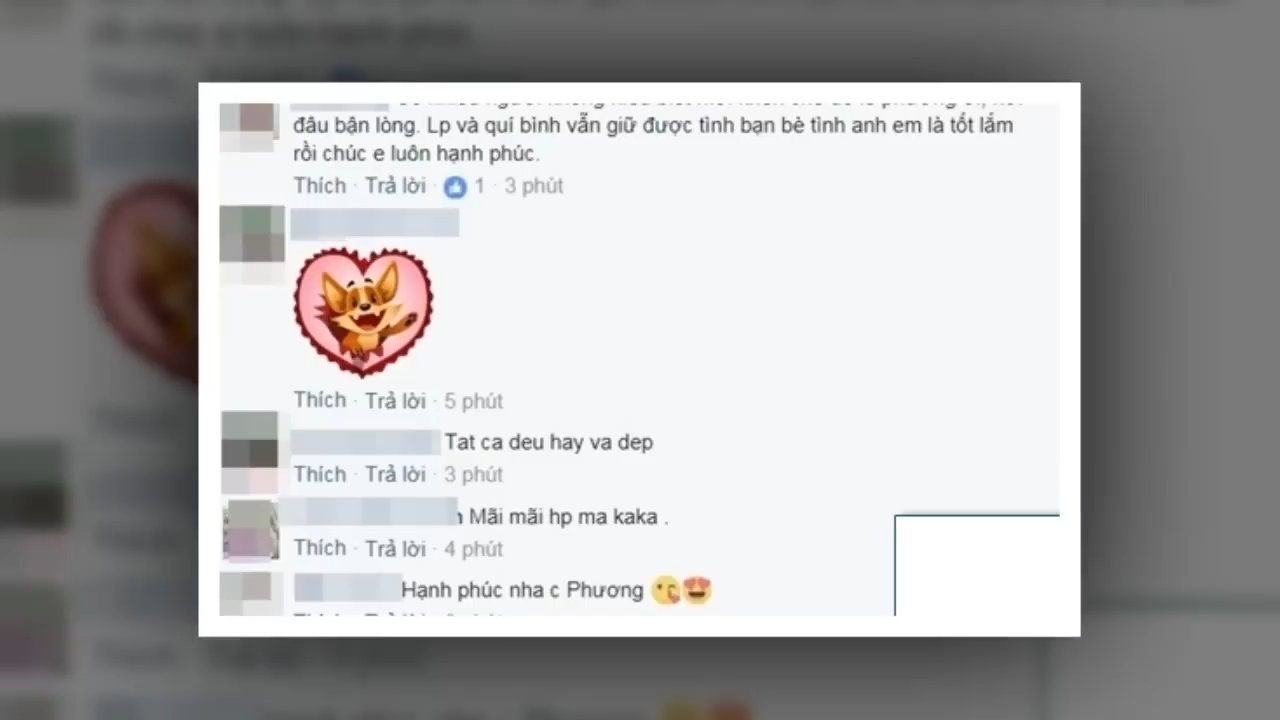 đâu bận lòng. Lp và quí bình vẫn giữ được tình bạn bè tình anh em là tốt lắm
rồi chúc e luôn hạnh phúc.
Thích · Trả lời · 1 · 3 phút
Thích · Trả lời · 5 phút
Tat ca deu hay va dep
Thích · Trả lời · 3 phút
Mãi mãi hp ma kaka .
Thích · Trả lời · 4 phút
Hạnh phúc nha c Phương 😘😍